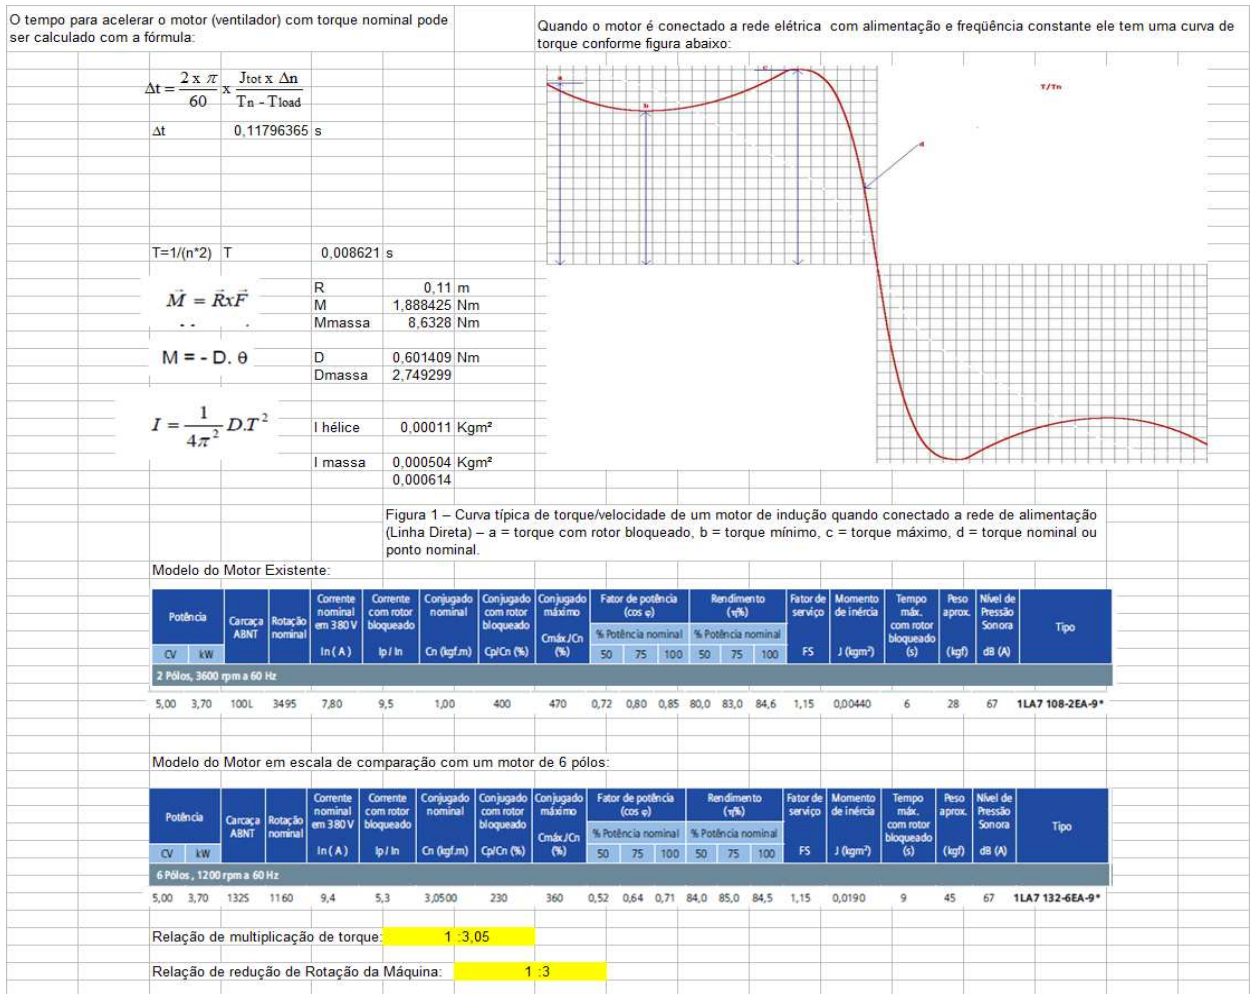 O tempo para acelerar o motor (ventilador) com torque nominal pode
ser calculado com a fórmula:
Quando o motor é conectado a rede elétrica com alimentação e freqüência constante ele tem uma curva de
torque conforme figura abaixo:
Δt = 2 x π / 60 x Jtot x Δn / Tn - Tload
Δt 0,11796365 s
a
b
c
d
T/Tn
T=1/(n*2) T 0,008621 s
M = RxF
R 0,11 m
M 1,888425 Nm
Mmassa 8,6328 Nm
M = - D. θ
D 0,601409 Nm
Dmassa 2,749299
I = 1 / 4π² D.T²
I hélice 0,00011 Kgm²
I massa 0,000504 Kgm²
0,000614
Figura 1 – Curva típica de torque/velocidade de um motor de indução quando conectado a rede de alimentação
(Linha Direta) – a = torque com rotor bloqueado, b = torque mínimo, c = torque máximo, d = torque nominal ou
ponto nominal.
Modelo do Motor Existente:
Potência CV kW
Carcaça ABNT
Rotação nominal
Corrente nominal em 380 V In ( A )
Corrente com rotor bloqueado Ip / In
Conjugado nominal Cn (kgf.m)
Conjugado com rotor bloqueado Cp/Cn (%)
Conjugado máximo Cmáx./Cn (%)
Fator de potência (cos φ) % Potência nominal 50 75 100
Rendimento (η%) % Potência nominal 50 75 100
Fator de serviço FS
Momento de inércia J (kgm²)
Tempo máx. com rotor bloqueado (s)
Peso aprox. (kgf)
Nível de Pressão Sonora dB (A)
Tipo
2 Pólos, 3600 rpm a 60 Hz
5,00 3,70 100L 3495 7,80 9,5 1,00 400 470 0,72 0,80 0,85 80,0 83,0 84,6 1,15 0,00440 6 28 67 1LA7 108-2EA-9*
Modelo do Motor em escala de comparação com um motor de 6 pólos:
Potência CV kW
Carcaça ABNT
Rotação nominal
Corrente nominal em 380 V In ( A )
Corrente com rotor bloqueado Ip / In
Conjugado nominal Cn (kgf.m)
Conjugado com rotor bloqueado Cp/Cn (%)
Conjugado máximo Cmáx./Cn (%)
Fator de potência (cos φ) % Potência nominal 50 75 100
Rendimento (η%) % Potência nominal 50 75 100
Fator de serviço FS
Momento de inércia J (kgm²)
Tempo máx. com rotor bloqueado (s)
Peso aprox. (kgf)
Nível de Pressão Sonora dB (A)
Tipo
6 Pólos , 1200 rpm a 60 Hz
5,00 3,70 132S 1160 9,4 5,3 3,0500 230 360 0,52 0,64 0,71 84,0 85,0 84,5 1,15 0,0190 9 45 67 1LA7 132-6EA-9*
Relação de multiplicação de torque: 1 :3,05
Relação de redução de Rotação da Máquina: 1 :3